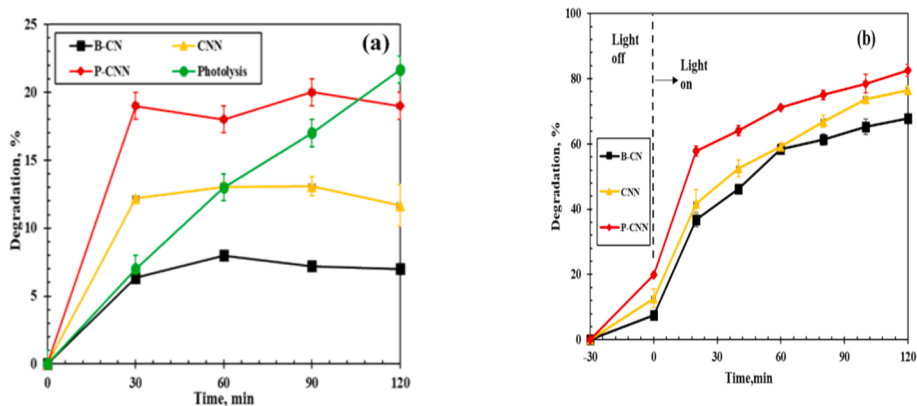 25
20
15
10
5
0
Degradation, %
B-CN
CNN
P-CNN
Photolysis
(a)
0
30
60
90
120
Time, min
100
80
60
40
20
0
Degradation, %
Light
off
Light
on
(b)
B-CN
CNN
P-CNN
-30
0
30
60
90
120
Time,min